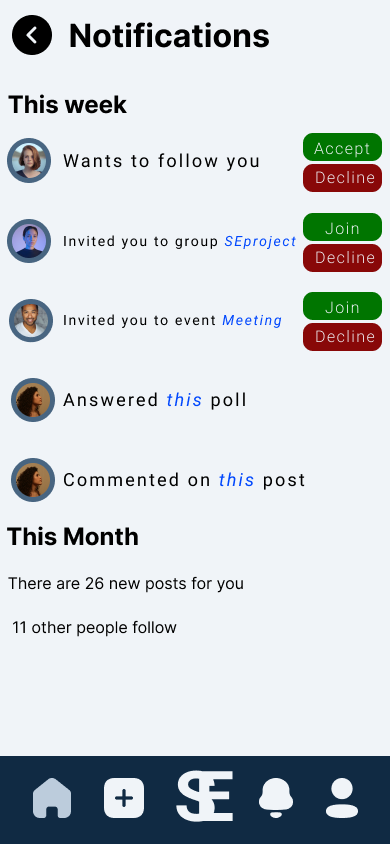 Notifications
This week
Wants to follow you
Accept
Decline
Invited you to group SEproject
Join
Decline
Invited you to event Meeting
Join
Decline
Answered this poll
Commented on this post
This Month
There are 26 new posts for you
11 other people follow
SE